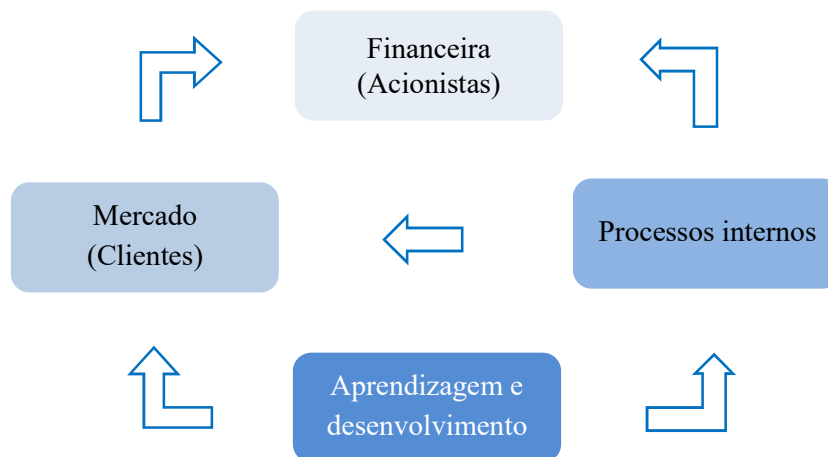 Financeira
(Acionistas)
Mercado
(Clientes)
Processos internos
Aprendizagem e
desenvolvimento